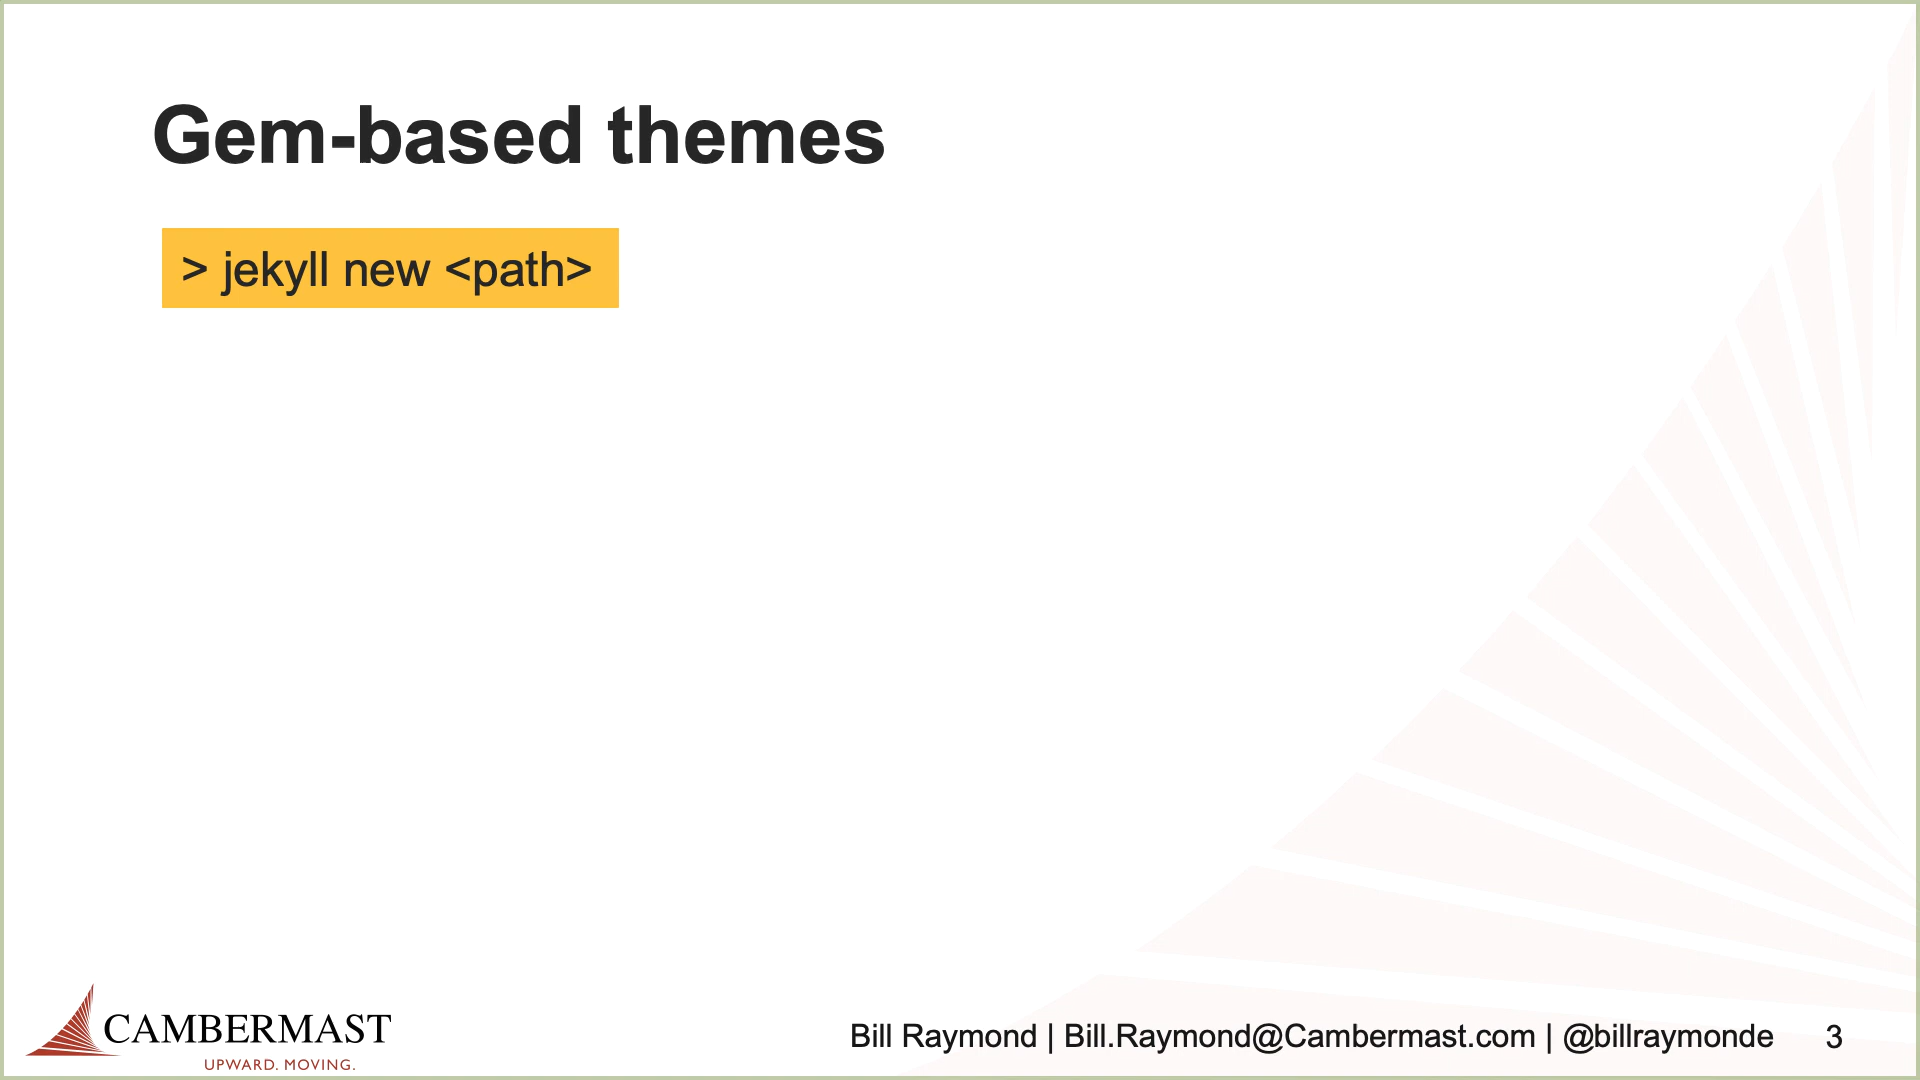 Gem-based themes
> jekyll new <path>
CAMBERMAST
UPWARD. MOVING.
Bill Raymond | Bill.Raymond@Cambermast.com | @billraymonde 3